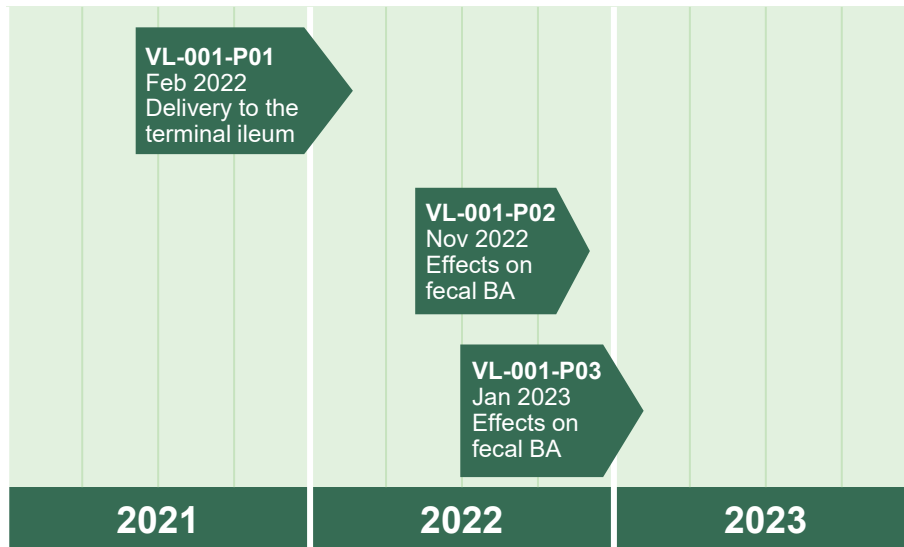 VL-001-P01
Feb 2022
Delivery to the
terminal ileum
VL-001-P02
Nov 2022
Effects on
fecal BA
VL-001-P03
Jan 2023
Effects on
fecal BA
2021
2022
2023